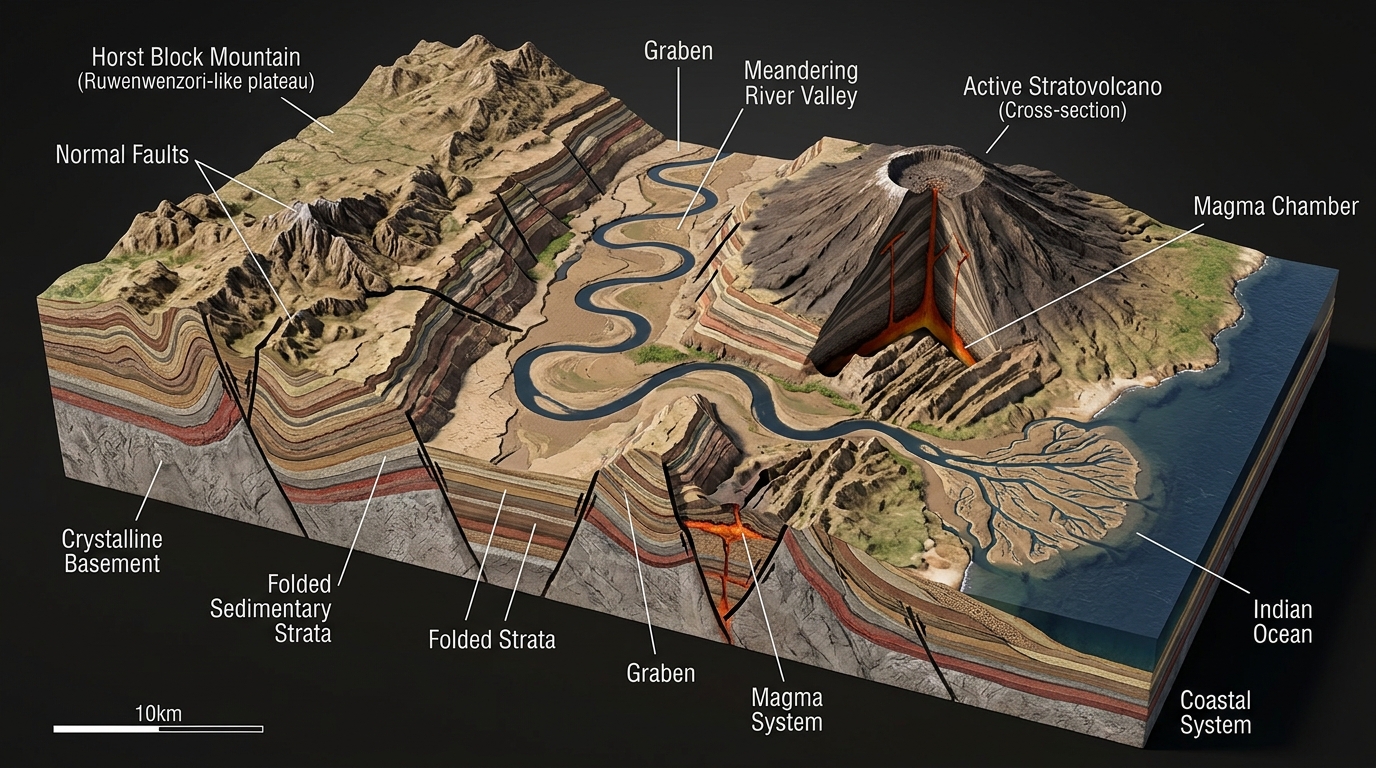 Horst Block Mountain
(Ruwenwenzori-like plateau)
Graben
Meandering
River Valley
Active Stratovolcano
(Cross-section)
Normal Faults
Magma Chamber
Crystalline
Basement
Folded
Sedimentary
Strata
Folded Strata
Graben
Magma
System
Indian
Ocean
Coastal
System
10km